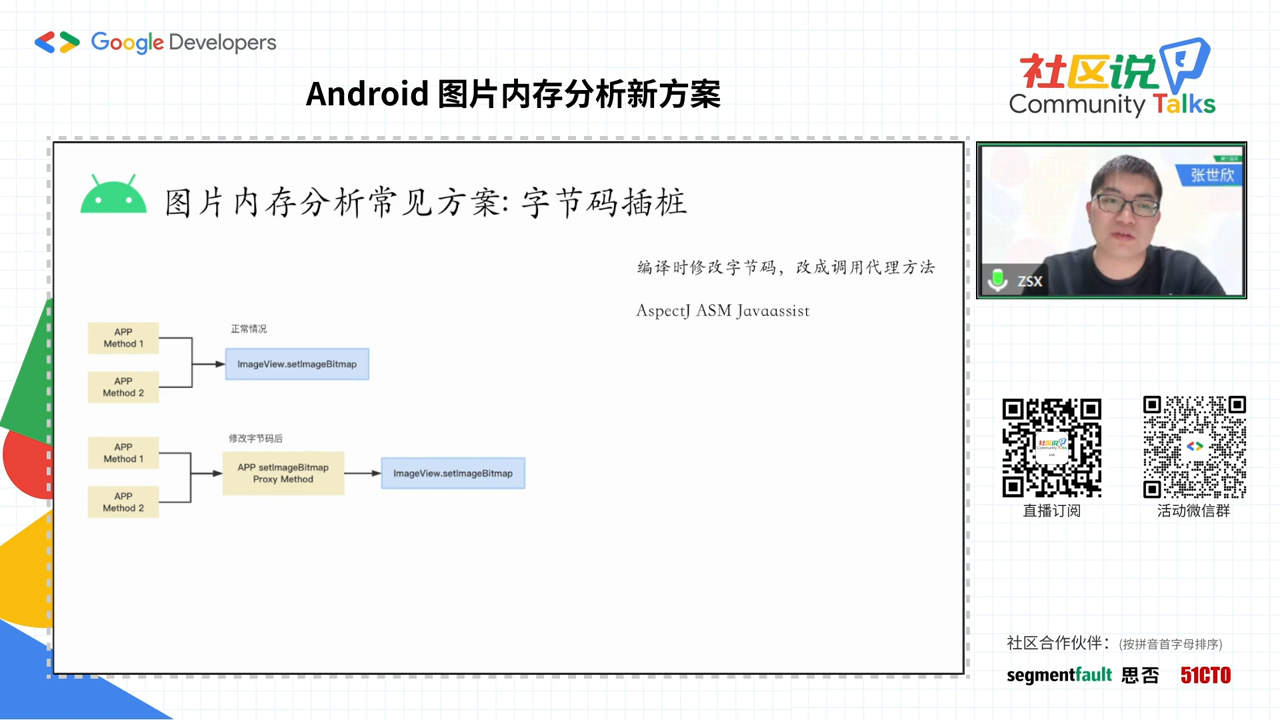 Google Developers
社区说
Community Talks
Android 图片内存分析新方案
图片内存分析常见方案: 字节码插桩
编译时修改字节码，改成调用代理方法
AspectJ ASM Javaassist
正常情况
APP
Method 1
APP
Method 2
ImageView.setImageBitmap
修改字节码后
APP
Method 1
APP
Method 2
APP setImageBitmap
Proxy Method
ImageView.setImageBitmap
张世欣
ZSX
直播订阅
活动微信群
社区合作伙伴：(按拼音首字母排序)
segmentfault 思否 51CTO